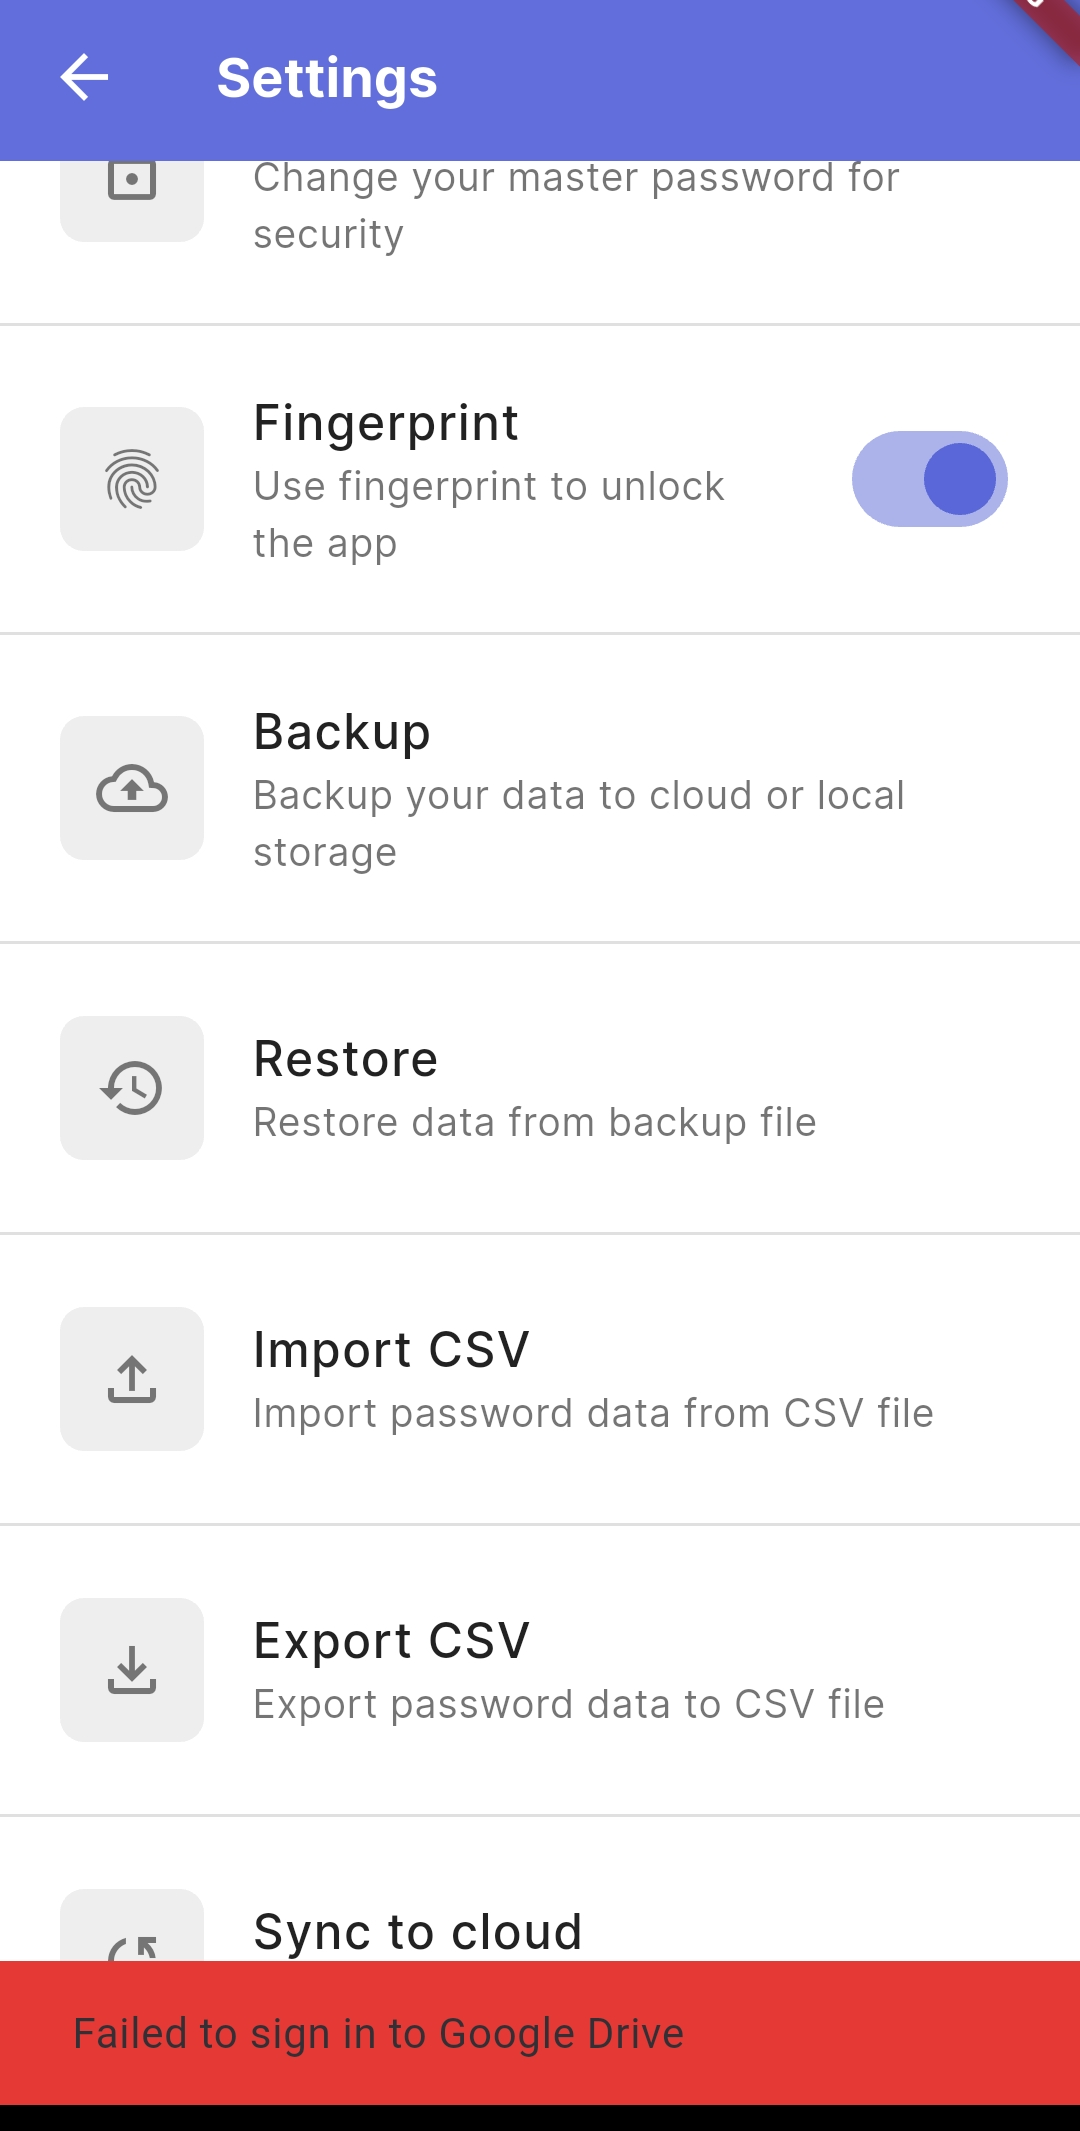 Settings
Change your master password for
security
Fingerprint
Use fingerprint to unlock
the app
Backup
Backup your data to cloud or local
storage
Restore
Restore data from backup file
Import CSV
Import password data from CSV file
Export CSV
Export password data to CSV file
Sync to cloud
Failed to sign in to Google Drive